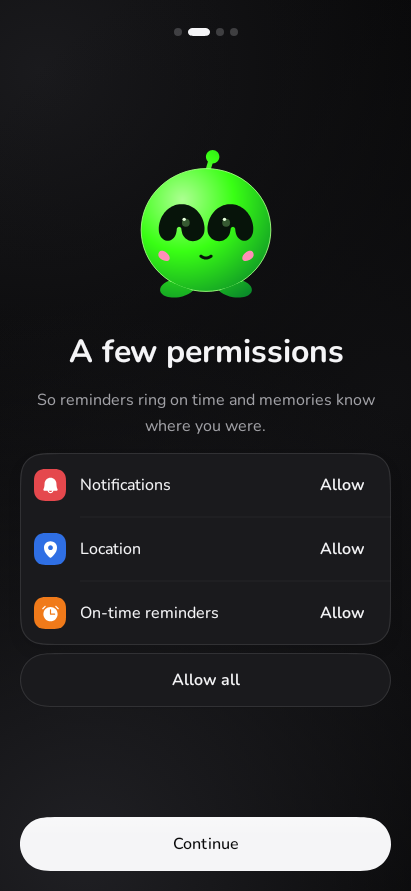 A few permissions
So reminders ring on time and memories know
where you were.
Notifications Allow
Location Allow
On-time reminders Allow
Allow all
Continue